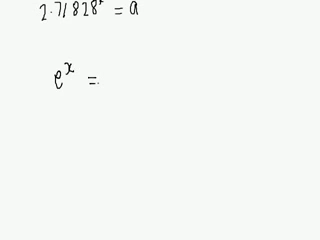 2.71828ˣ = a
eˣ =